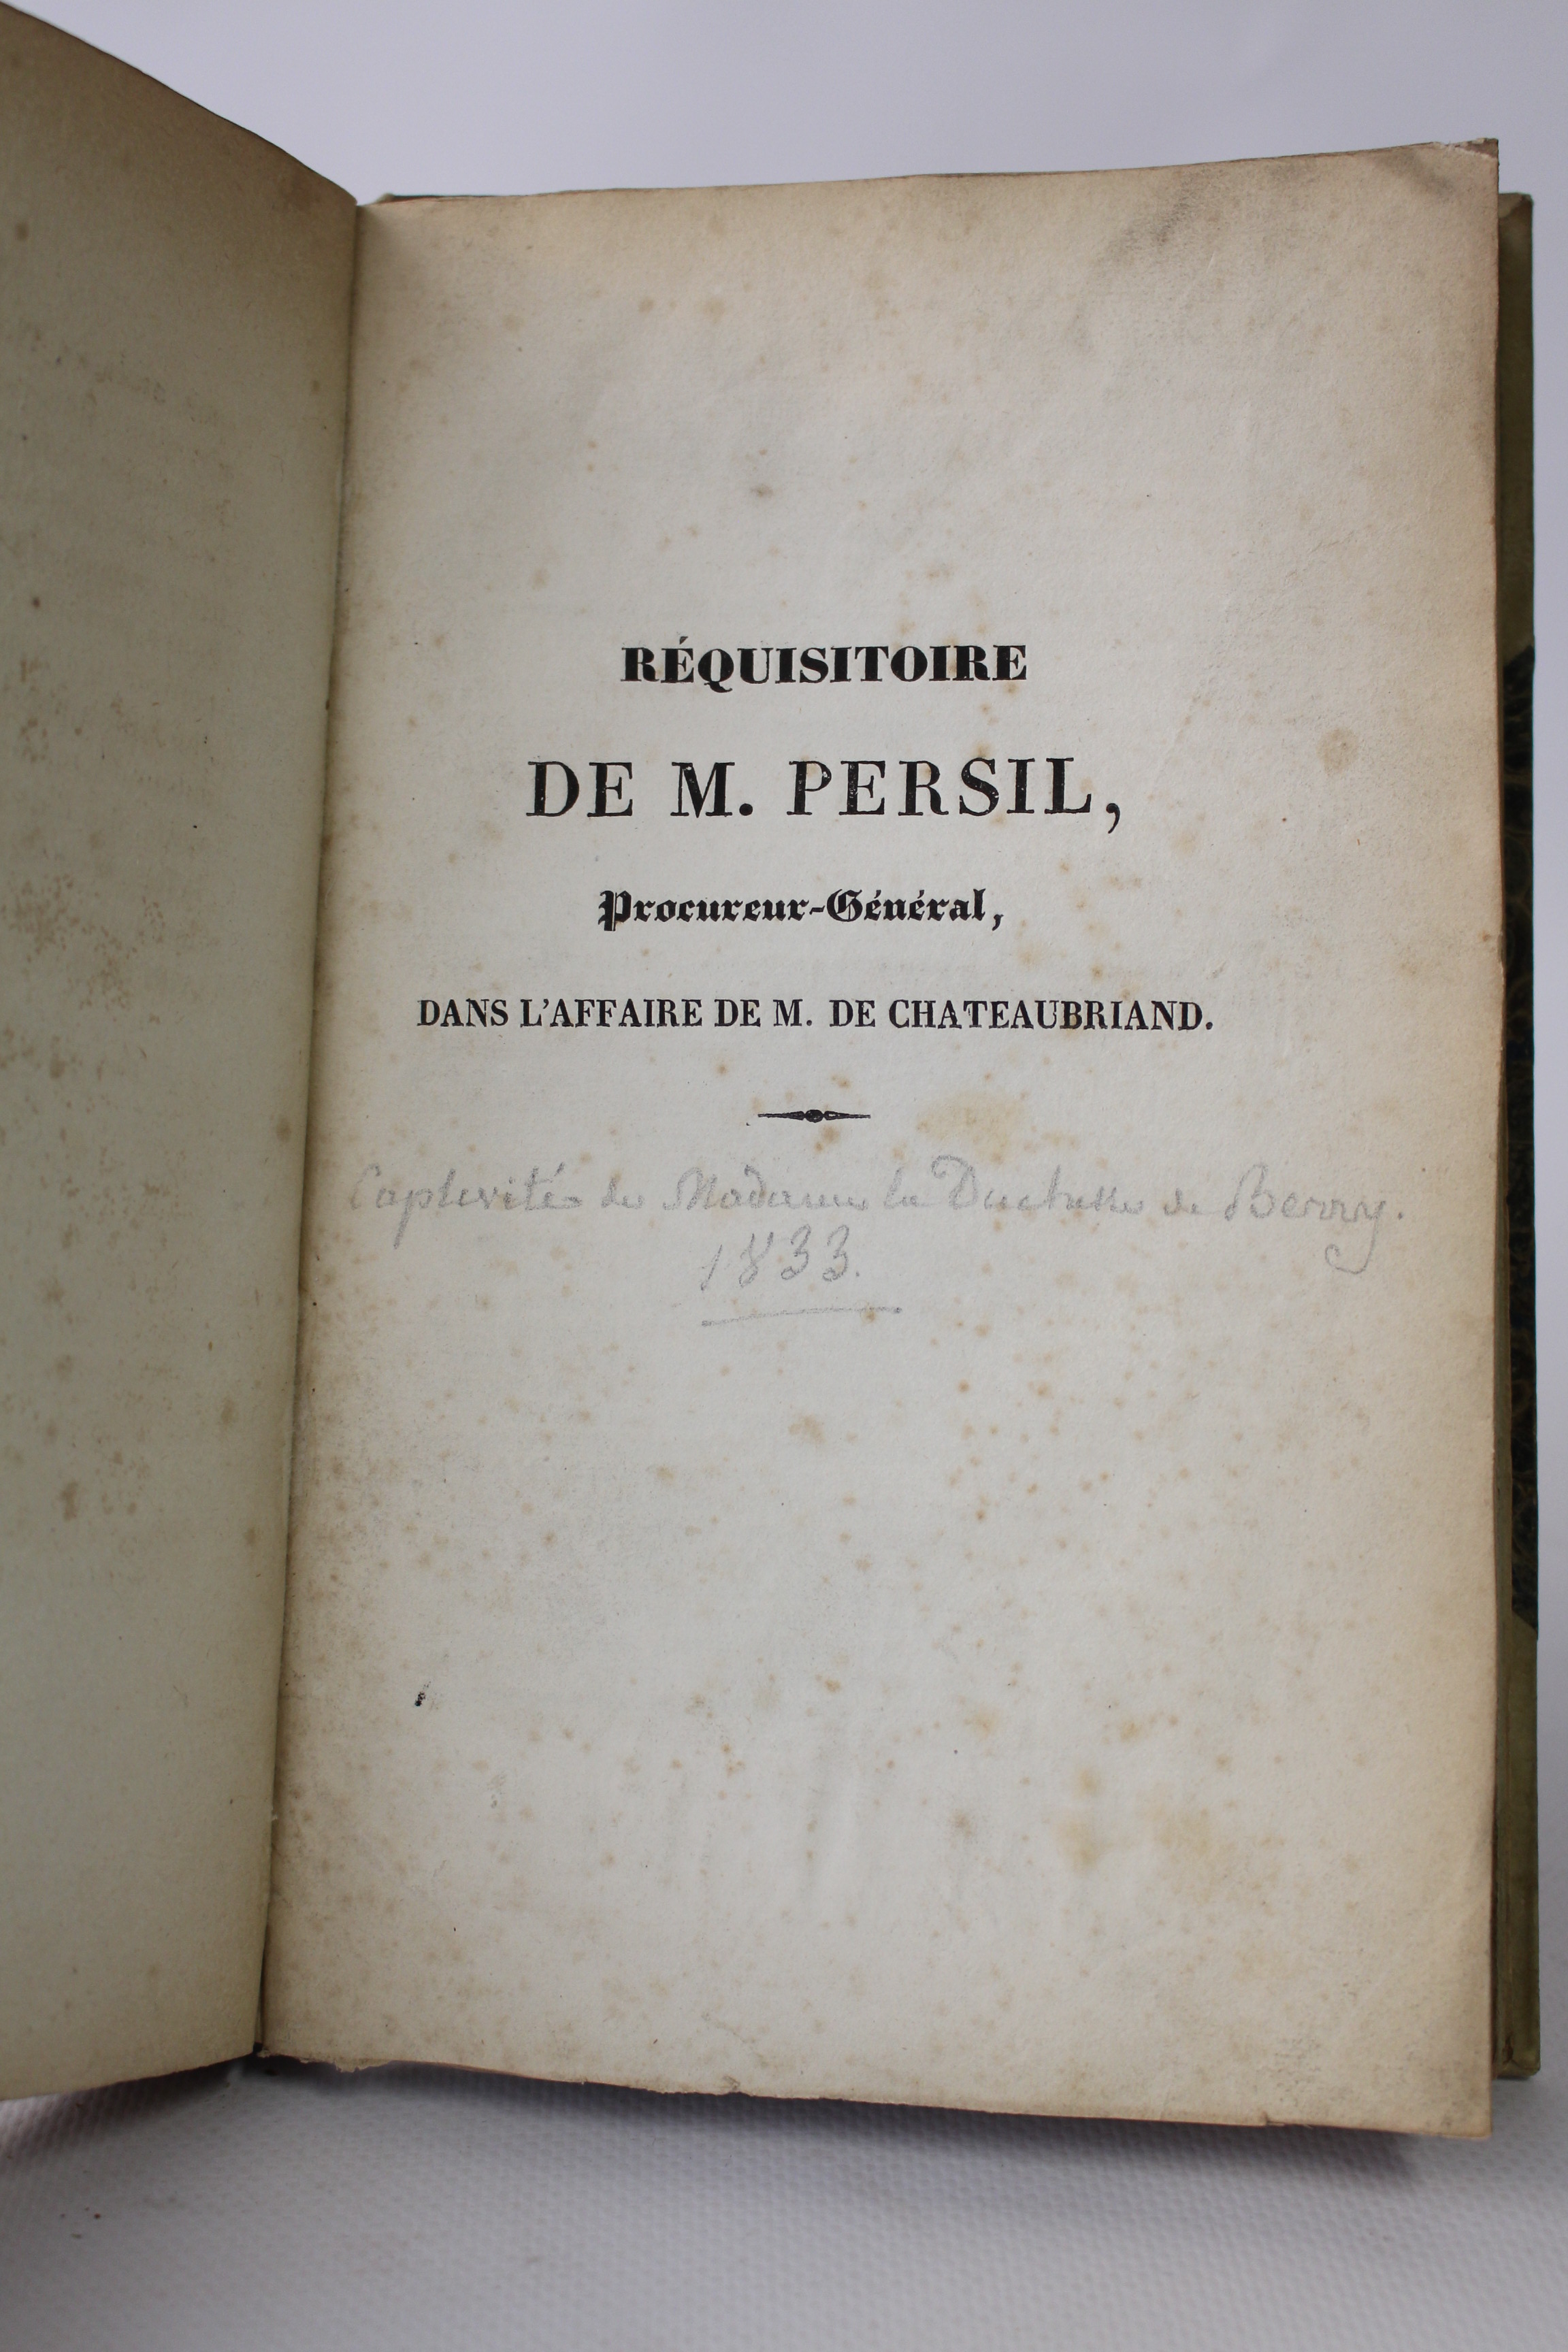 RÉQUISITOIRE
DE M. PERSIL,
Procureur-Général,
DANS L'AFFAIRE DE M. DE CHATEAUBRIAND.
Captivité de Madame la Duchesse de Berry.
1833.